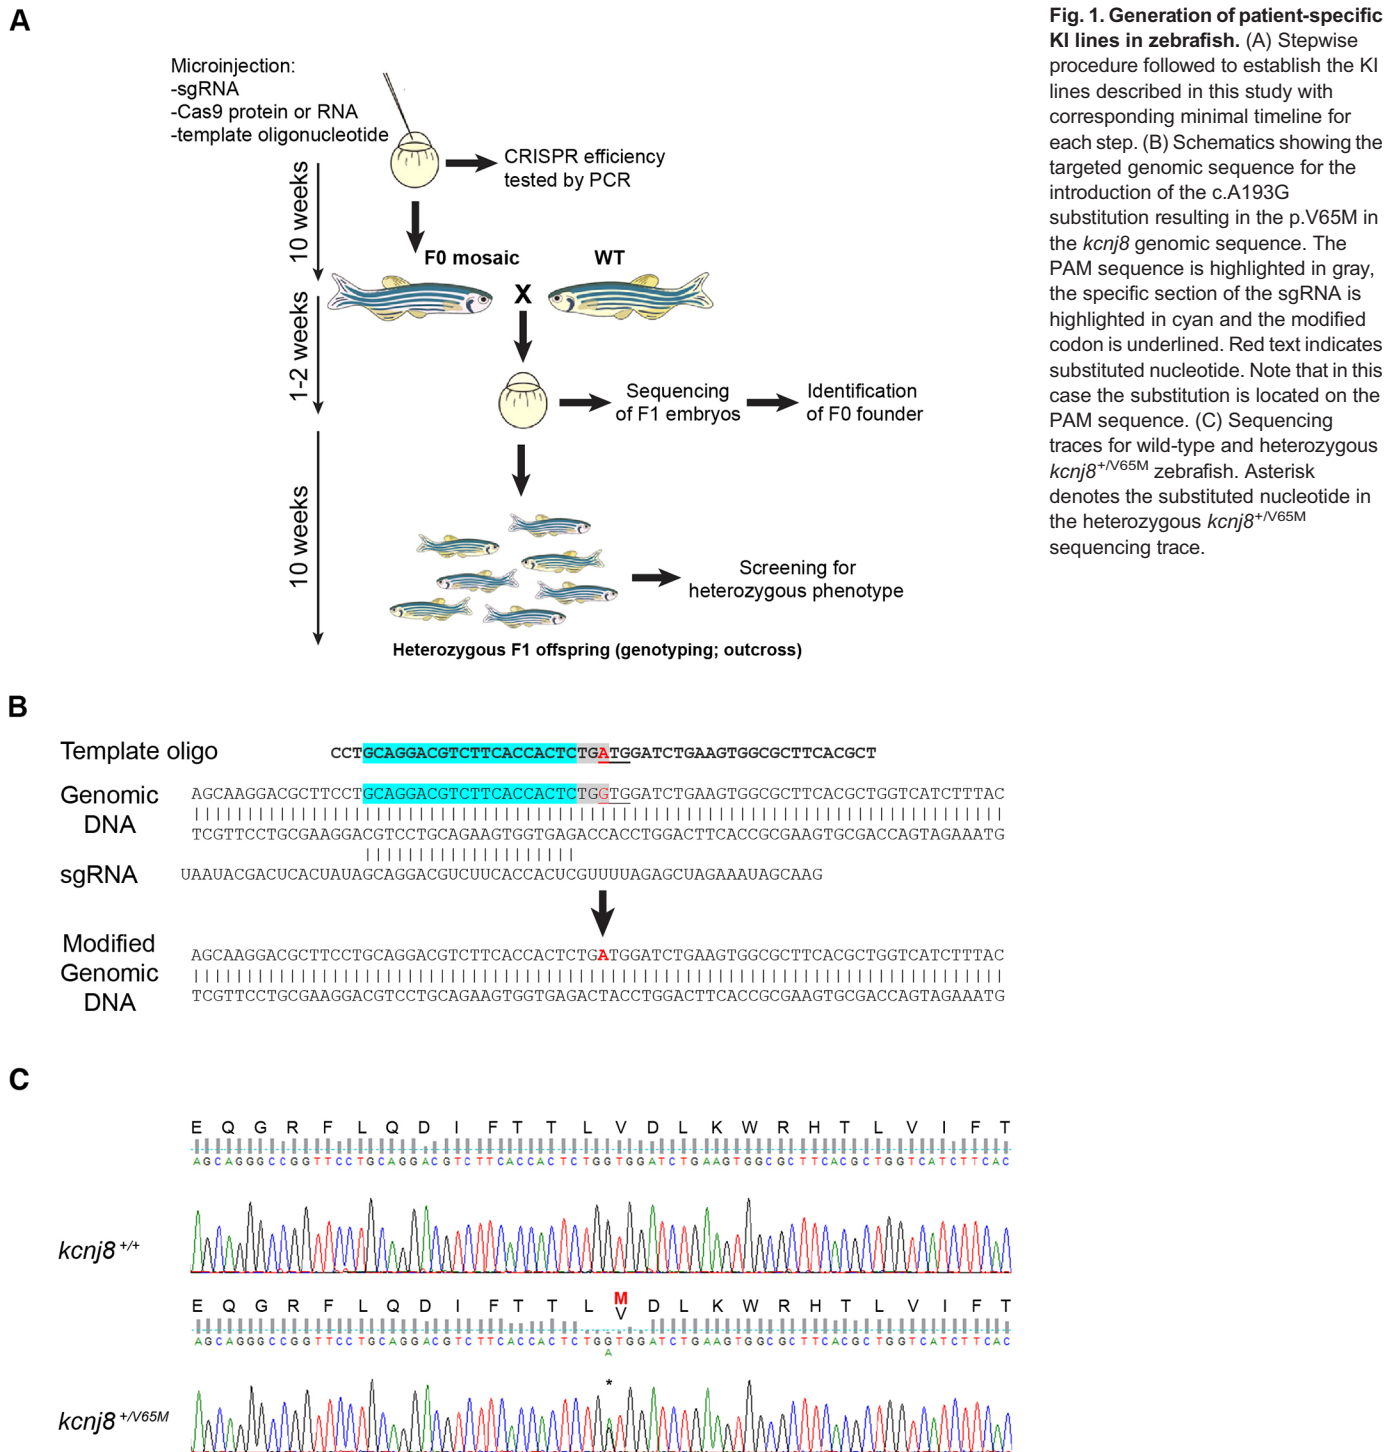 A
Microinjection:
-sgRNA
-Cas9 protein or RNA
-template oligonucleotide
CRISPR efficiency
tested by PCR
10 weeks
F0 mosaic
WT
X
1-2 weeks
Sequencing
of F1 embryos
Identification
of F0 founder
10 weeks
Screening for
heterozygous phenotype
Heterozygous F1 offspring (genotyping; outcross)
Fig. 1. Generation of patient-specific
KI lines in zebrafish. (A) Stepwise
procedure followed to establish the KI
lines described in this study with
corresponding minimal timeline for
each step. (B) Schematics showing the
targeted genomic sequence for the
introduction of the c.A193G
substitution resulting in the p.V65M in
the kcnj8 genomic sequence. The
PAM sequence is highlighted in gray,
the specific section of the sgRNA is
highlighted in cyan and the modified
codon is underlined. Red text indicates
substituted nucleotide. Note that in this
case the substitution is located on the
PAM sequence. (C) Sequencing
traces for wild-type and heterozygous
kcnj8+/V65M zebrafish. Asterisk
denotes the substituted nucleotide in
the heterozygous kcnj8+/V65M
sequencing trace.
B
Template oligo
CCTGCAGGACGTCTTCACCACTCTGATGGATCTGAAGTGGCGCTTCACGCT
Genomic
DNA
AGCAAGGACGCTTCCTGCAGGACGTCTTCACCACTCTGGTGGATCTGAAGTGGCGCTTCACGCTGGTCATCTTTAC
TCGTTCCTGCGAAGGACGTCCTGCAGAAGTGGTGAGACCACCTGGACTTCACCGCGAAGTGCGACCAGTAGAAATG
sgRNA
UAAUACGACUCACUAUAGCAGGACGUCUUCACCACUCGUUUUAGAGCUAGAAAUAGCAAG
Modified
Genomic
DNA
AGCAAGGACGCTTCCTGCAGGACGTCTTCACCACTCTGATGGATCTGAAGTGGCGCTTCACGCTGGTCATCTTTAC
TCGTTCCTGCGAAGGACGTCCTGCAGAAGTGGTGAGACTACCTGGACTTCACCGCGAAGTGCGACCAGTAGAAATG
C
E Q G R F L Q D I F T T L V D L K W R H T L V I F T
AGCAGGGCCGGTTCCTGCAGGACGTCTTCACCACTCTGGTGGATCTGAAGTGGCGCTTCACGCTGGTCATCTTCAC
kcnj8 +/+
M
E Q G R F L Q D I F T T L V D L K W R H T L V I F T
AGCAGGGCCGGTTCCTGCAGGACGTCTTCACCACTCTGGTGGATCTGAAGTGGCGCTTCACGCTGGTCATCTTCAC
A
*
kcnj8 +/V65M